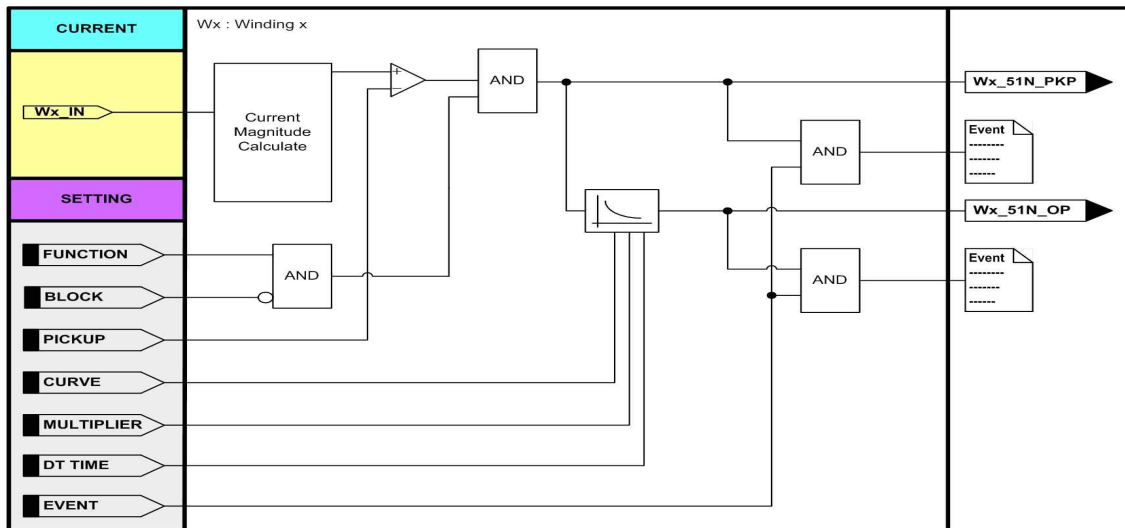 CURRENT
Wx : Winding x
Wx_IN
Current
Magnitude
Calculate
+
−
AND
Wx_51N_PKP
AND
Event
--------
-------
------
SETTING
Wx_51N_OP
FUNCTION
AND
AND
Event
--------
-------
------
BLOCK
PICKUP
CURVE
MULTIPLIER
DT TIME
EVENT